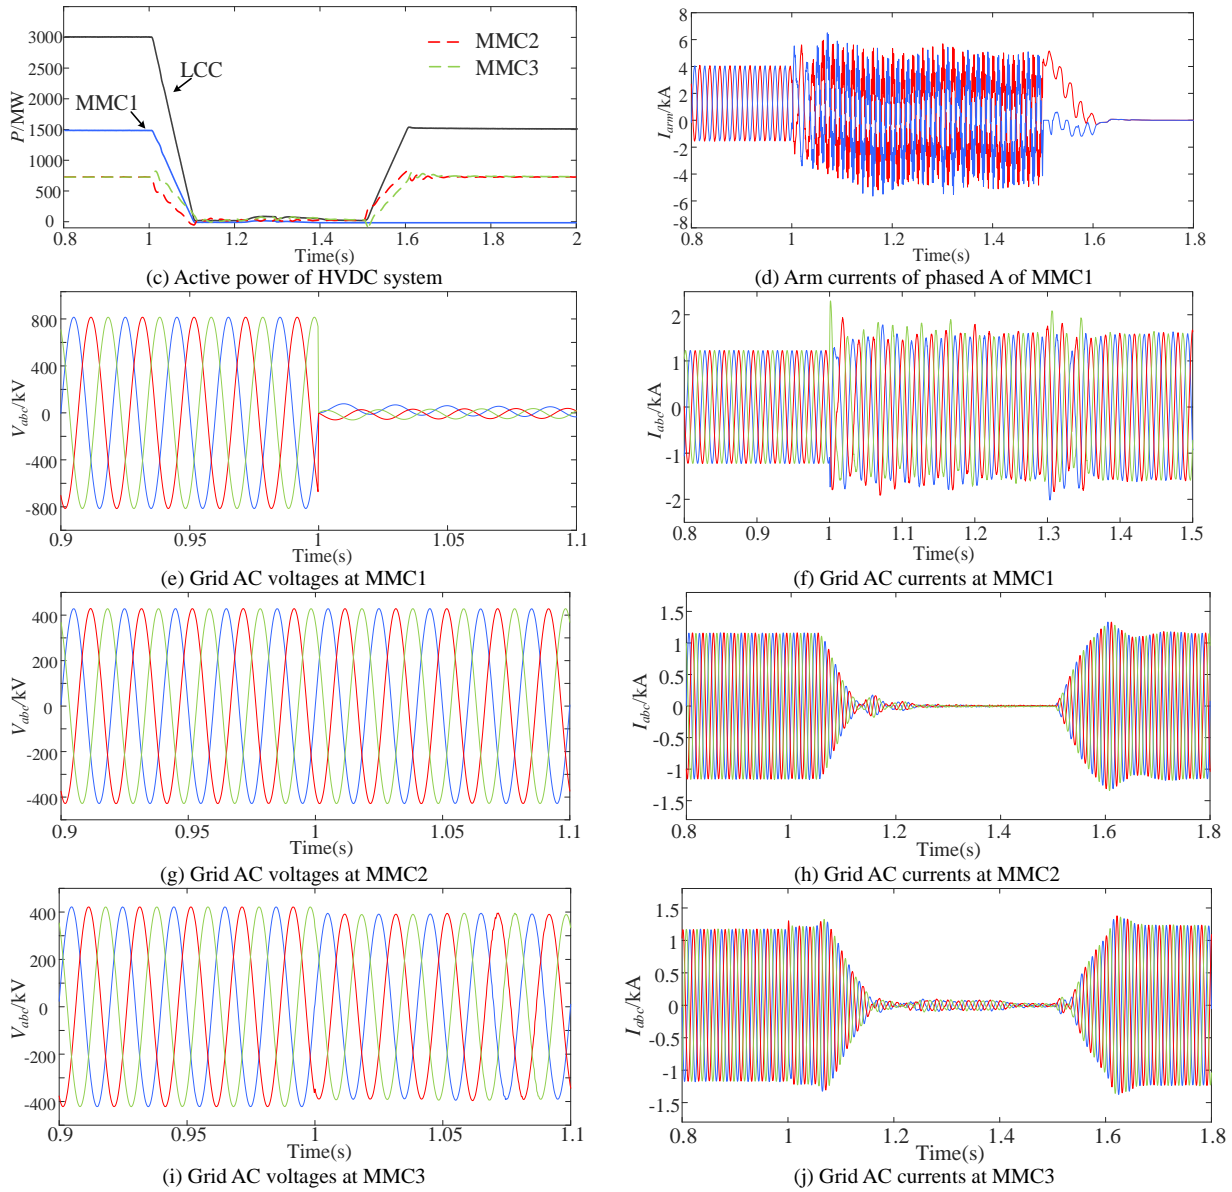 3000
2500
2000
1500
1000
500
0
P/MW
LCC
MMC1
MMC2
MMC3
0.8 1 1.2 1.4 1.6 1.8 2
Time(s)
(c) Active power of HVDC system
8
6
4
2
0
-2
-4
-6
-8
I_arm/kA
0.8 1 1.2 1.4 1.6 1.8
Time(s)
(d) Arm currents of phased A of MMC1
800
400
0
-400
-800
V_abc/kV
0.9 0.95 1 1.05 1.1
Time(s)
(e) Grid AC voltages at MMC1
2
1
0
-1
-2
I_abc/kA
0.8 0.9 1 1.1 1.2 1.3 1.4 1.5
Time(s)
(f) Grid AC currents at MMC1
400
200
0
-200
-400
V_abc/kV
0.9 0.95 1 1.05 1.1
Time(s)
(g) Grid AC voltages at MMC2
1.5
1
0.5
0
-0.5
-1
-1.5
I_abc/kA
0.8 1 1.2 1.4 1.6 1.8
Time(s)
(h) Grid AC currents at MMC2
400
200
0
-200
-400
V_abc/kV
0.9 0.95 1 1.05 1.1
Time(s)
(i) Grid AC voltages at MMC3
1.5
1
0.5
0
-0.5
-1
-1.5
I_abc/kA
0.8 1 1.2 1.4 1.6 1.8
Time(s)
(j) Grid AC currents at MMC3